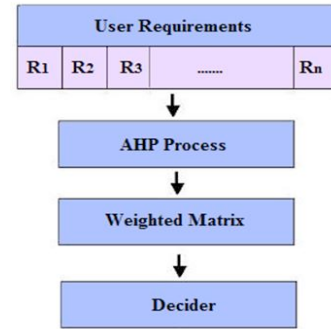 User Requirements
R1 R2 R3 ....... Rn
AHP Process
Weighted Matrix
Decider